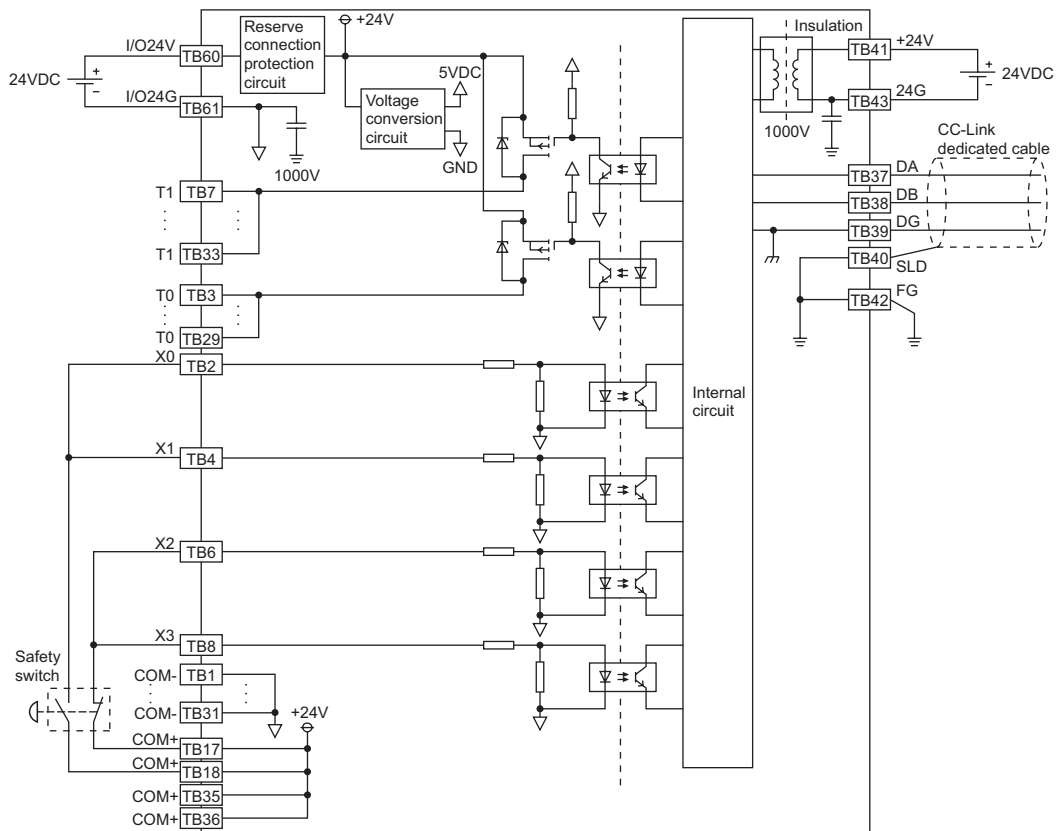 Reserve
connection
protection
circuit
+24V
I/O24V
TB60
24VDC
+
−
I/O24G
TB61
1000V
5VDC
Voltage
conversion
circuit
GND
Insulation
1000V
TB41
+24V
24VDC
+
−
TB43
24G
CC-Link
dedicated cable
TB37
DA
TB38
DB
TB39
DG
TB40
SLD
TB42
FG
T1
TB7
T1
TB33
T0
TB3
T0
TB29
X0
TB2
Internal
circuit
X1
TB4
X2
TB6
X3
TB8
Safety
switch
COM-
TB1
COM-
TB31
+24V
COM+
TB17
COM+
TB18
COM+
TB35
COM+
TB36